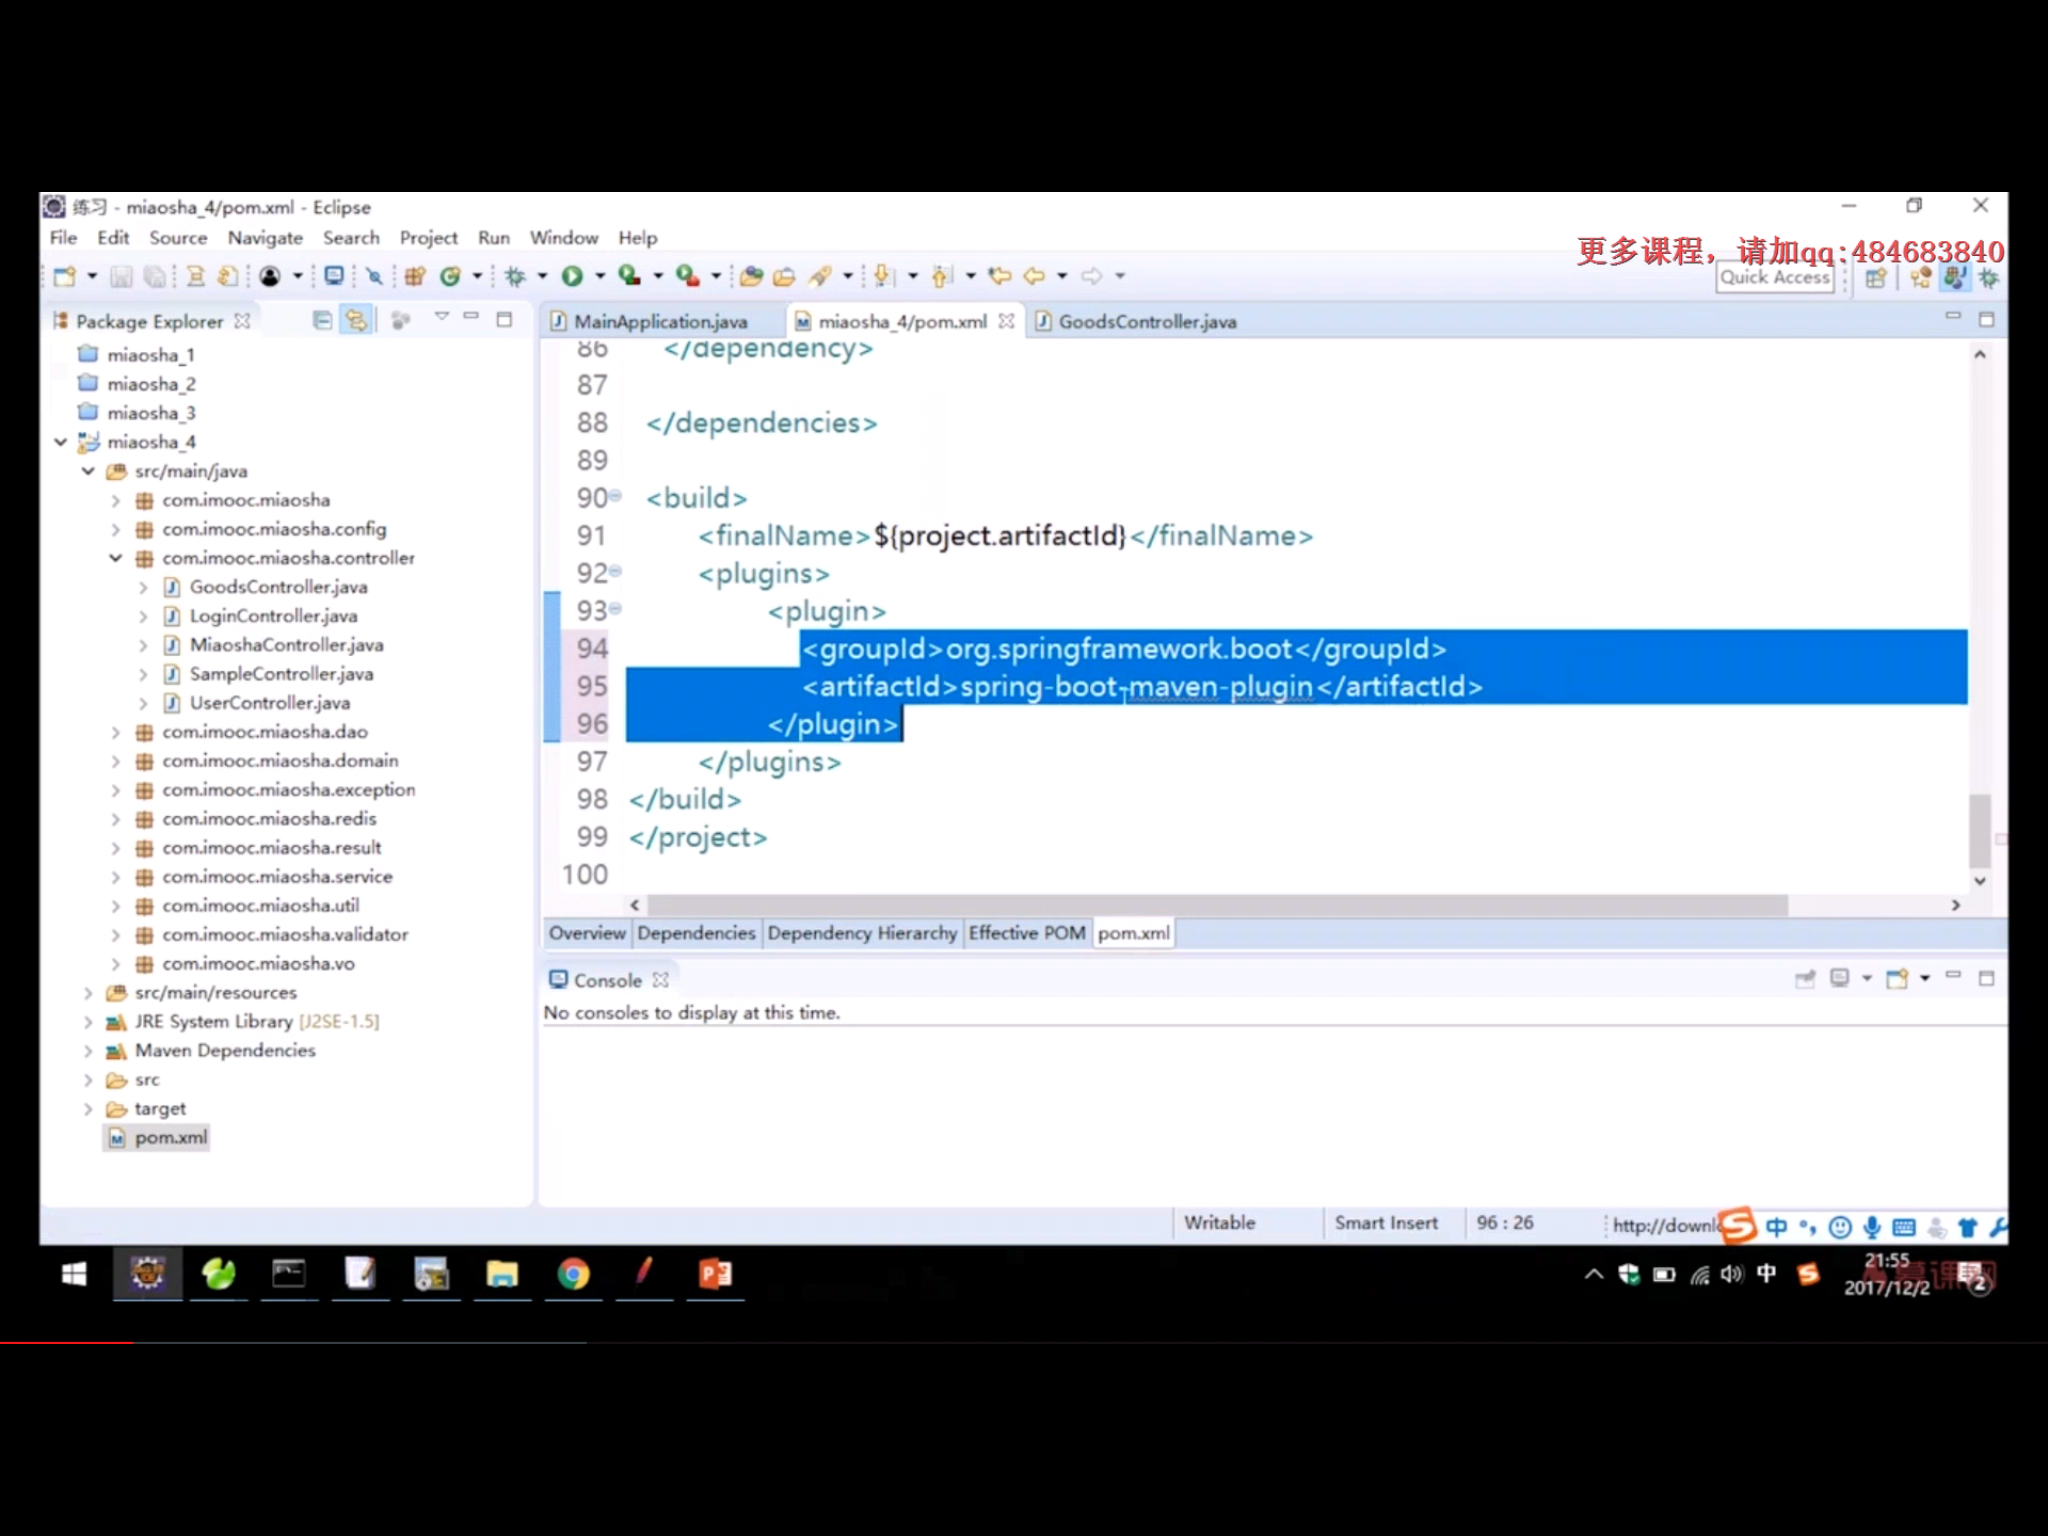 练习 - miaosha_4/pom.xml - Eclipse
File Edit Source Navigate Search Project Run Window Help
更多课程，请加qq:484683840
Quick Access
Package Explorer
miaosha_1
miaosha_2
miaosha_3
miaosha_4
src/main/java
com.imooc.miaosha
com.imooc.miaosha.config
com.imooc.miaosha.controller
GoodsController.java
LoginController.java
MiaoshaController.java
SampleController.java
UserController.java
com.imooc.miaosha.dao
com.imooc.miaosha.domain
com.imooc.miaosha.exception
com.imooc.miaosha.redis
com.imooc.miaosha.result
com.imooc.miaosha.service
com.imooc.miaosha.util
com.imooc.miaosha.validator
com.imooc.miaosha.vo
src/main/resources
JRE System Library [J2SE-1.5]
Maven Dependencies
src
target
pom.xml
MainApplication.java miaosha_4/pom.xml GoodsController.java
86 </dependency>
87
88 </dependencies>
89
90 <build>
91 <finalName>${project.artifactId}</finalName>
92 <plugins>
93 <plugin>
94 <groupId>org.springframework.boot</groupId>
95 <artifactId>spring-boot-maven-plugin</artifactId>
96 </plugin>
97 </plugins>
98 </build>
99 </project>
100
Overview Dependencies Dependency Hierarchy Effective POM pom.xml
Console
No consoles to display at this time.
Writable Smart Insert 96 : 26 http://downl
中
中 21:55
2017/12/2 慕课网 2